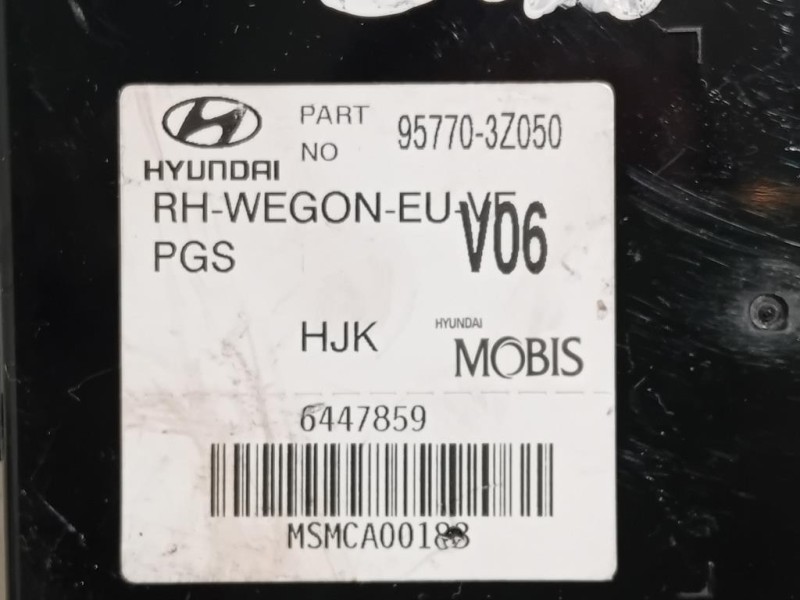 PART NO 95770-3Z050
HYUNDAI
RH-WEGON-EU-VF
PGS V06
HJK
HYUNDAI
MOBIS
6447859